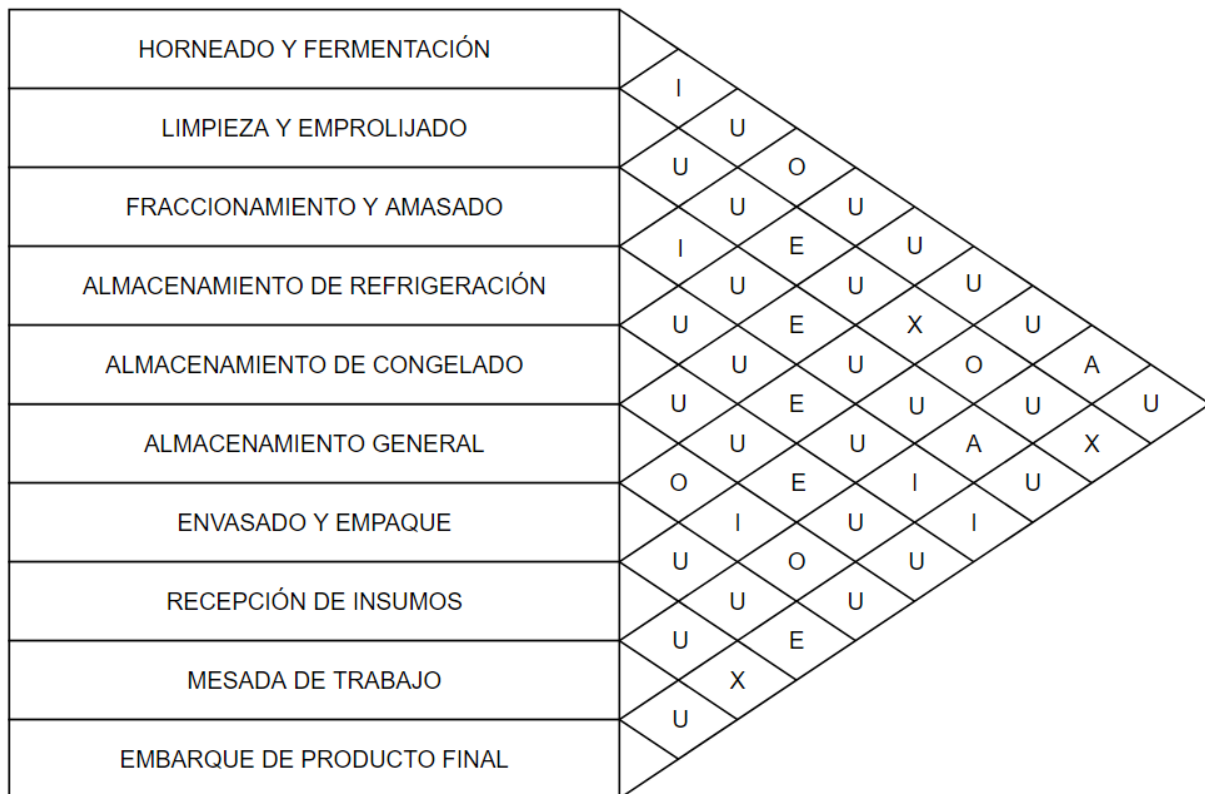 HORNEADO Y FERMENTACIÓN
I
LIMPIEZA Y EMPROLIJADO U
U O
FRACCIONAMIENTO Y AMASADO U U
I E U
ALMACENAMIENTO DE REFRIGERACIÓN U U U
U E X U
ALMACENAMIENTO DE CONGELADO U U O A
U E U U U
ALMACENAMIENTO GENERAL U U A X
O E I U
ENVASADO Y EMPAQUE I U I
U O U
RECEPCIÓN DE INSUMOS U U
U E
MESADA DE TRABAJO X
U
EMBARQUE DE PRODUCTO FINAL